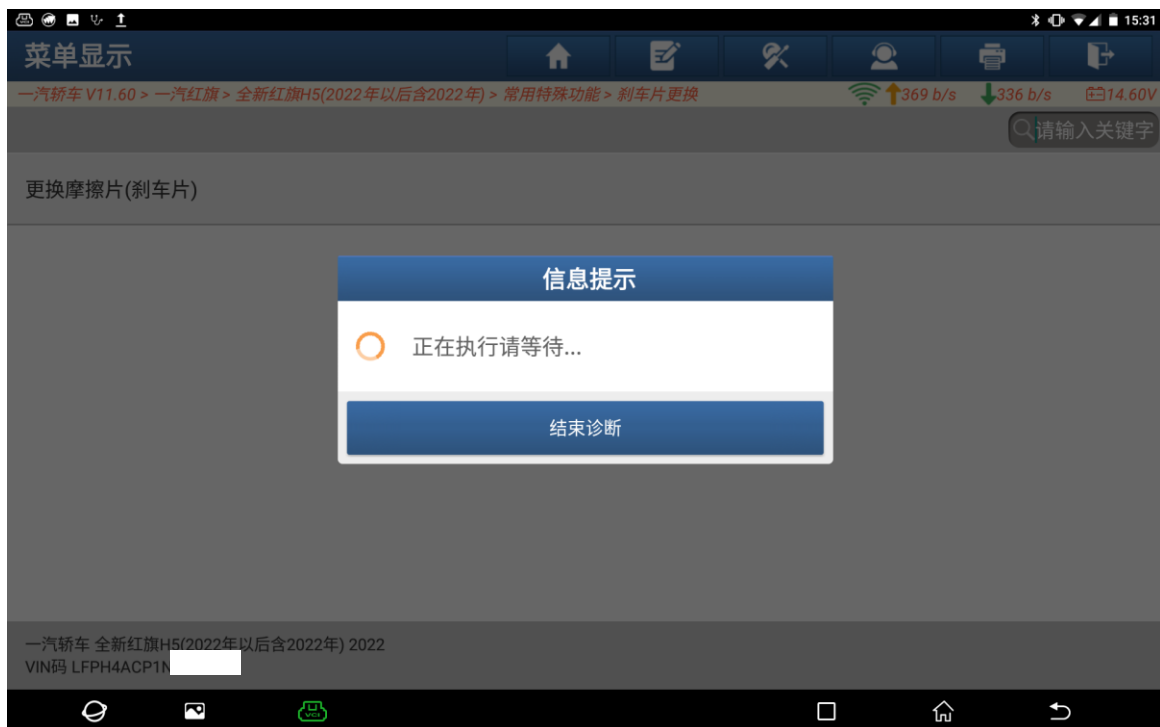 15:31
菜单显示
一汽轿车 V11.60 > 一汽红旗 > 全新红旗H5(2022年以后含2022年) > 常用特殊功能 > 刹车片更换 369 b/s 336 b/s 14.60V
请输入关键字
更换摩擦片(刹车片)
信息提示
正在执行请等待...
结束诊断
一汽轿车 全新红旗H5(2022年以后含2022年) 2022
VIN码 LFPH4ACP1N
VCI